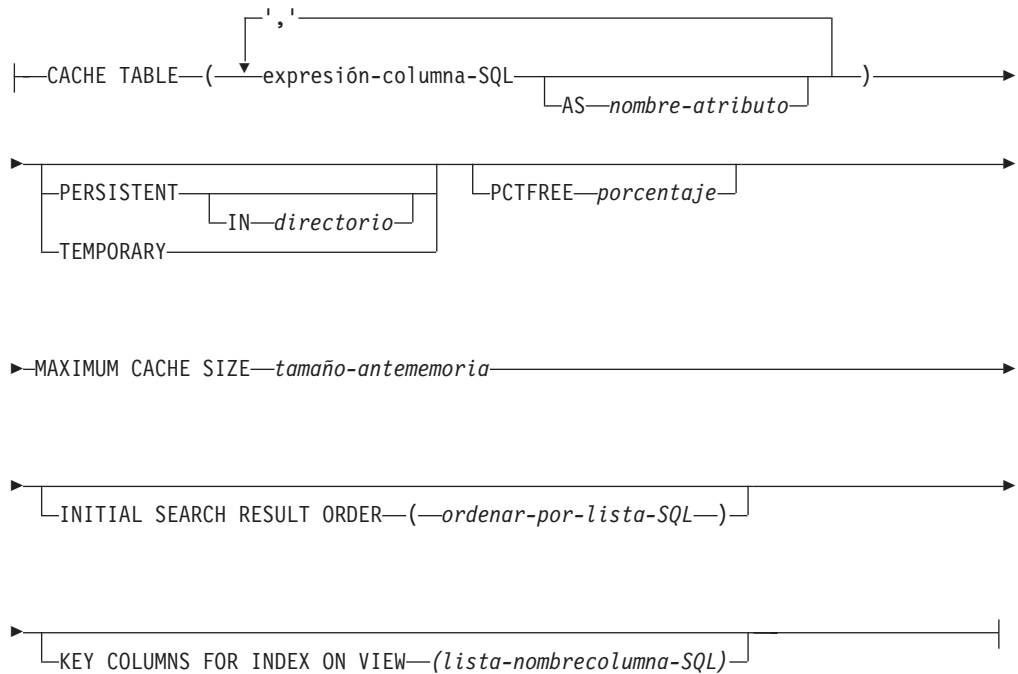 ','
CACHE TABLE ( expresión-columna-SQL )
AS nombre-atributo
PERSISTENT PCTFREE porcentaje
IN directorio
TEMPORARY
MAXIMUM CACHE SIZE tamaño-antememoria
INITIAL SEARCH RESULT ORDER ( ordenar-por-lista-SQL )
KEY COLUMNS FOR INDEX ON VIEW (lista-nombrecolumna-SQL)